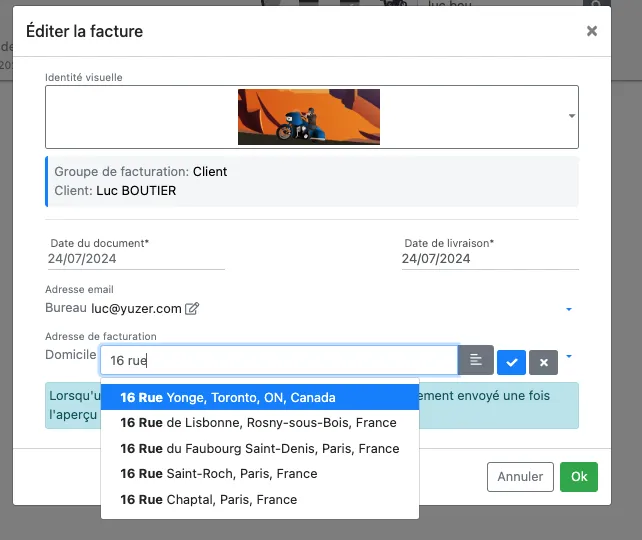 luc bou
de
20
Éditer la facture ×
Identité visuelle
Groupe de facturation: Client
Client: Luc BOUTIER
Date du document* Date de livraison*
24/07/2024 24/07/2024
Adresse email
Bureau luc@yuzer.com
Adresse de facturation
Domicile 16 rue
Lorsqu'u ement envoyé une fois
l'aperçu
16 Rue Yonge, Toronto, ON, Canada
16 Rue de Lisbonne, Rosny-sous-Bois, France
16 Rue du Faubourg Saint-Denis, Paris, France
16 Rue Saint-Roch, Paris, France
16 Rue Chaptal, Paris, France
Annuler Ok